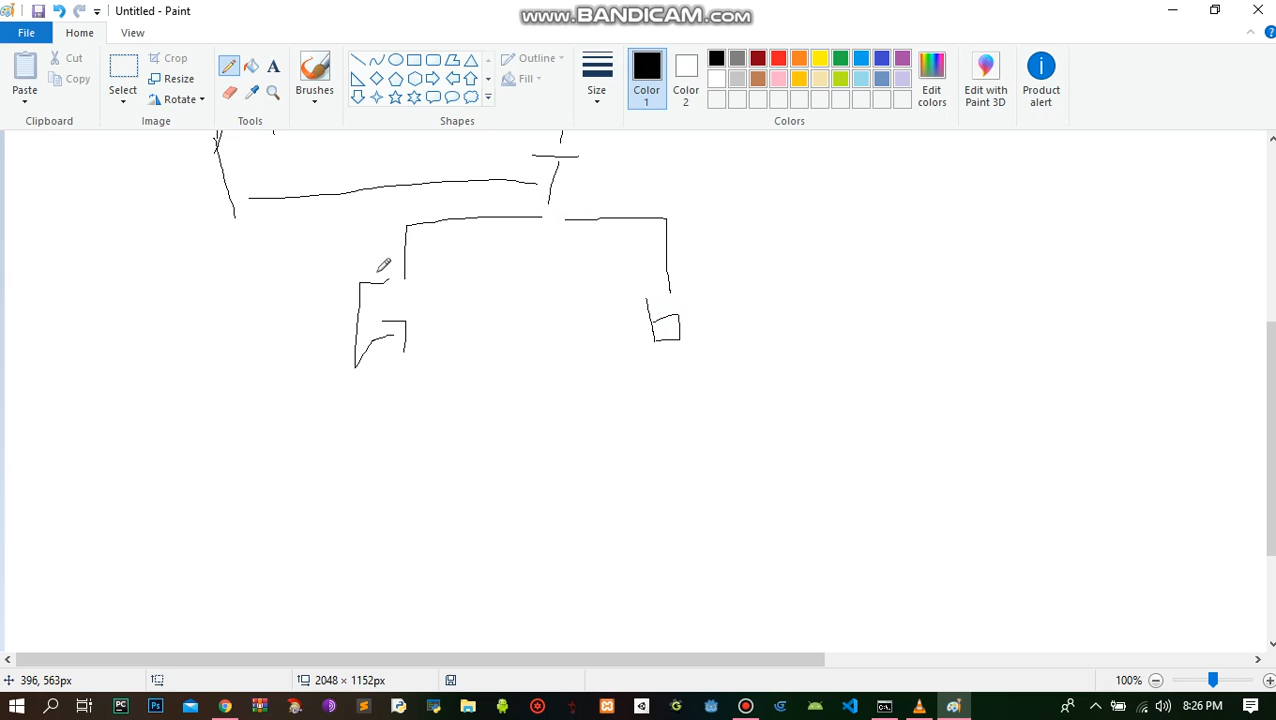 Untitled - Paint
www.BANDICAM.com
File
Home
View
Paste
Cut
Copy
Clipboard
Select
Crop
Resize
Rotate
Image
Tools
Brushes
Shapes
Outline
Fill
Size
Color 1
Color 2
Colors
Edit colors
Edit with Paint 3D
Product alert
b
396, 563px
2048 × 1152px
100%
8:26 PM